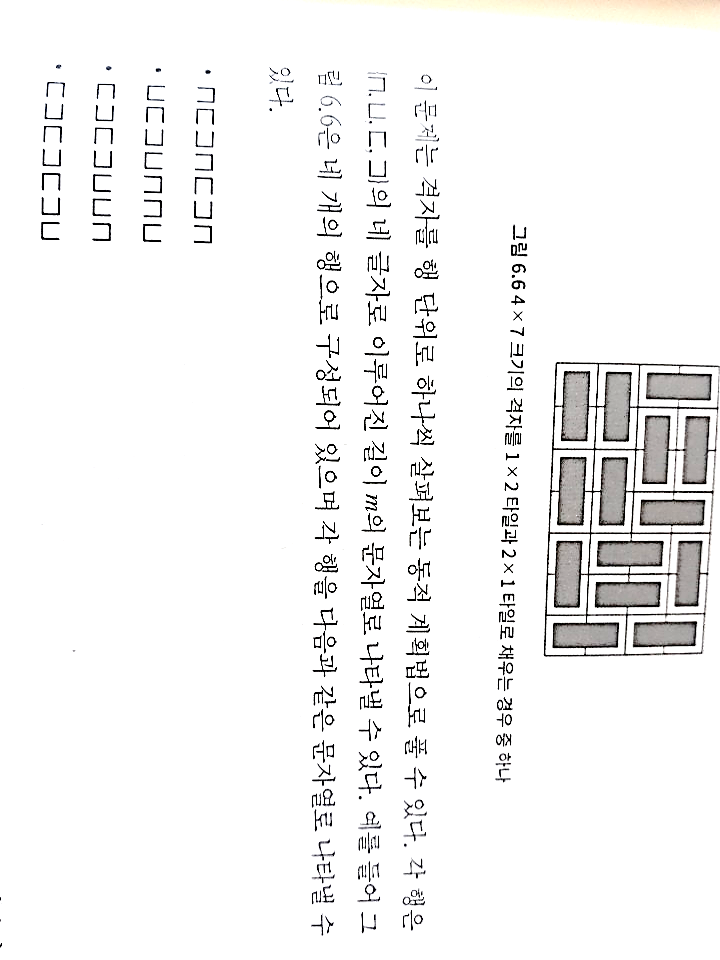 그림 6.6 4 × 7 크기의 격자를 1 × 2 타일과 2 × 1 타일로 채우는 경우 중 하나
이 문제는 격자를 행 단위로 하나씩 살펴보는 동적 계획법으로 풀 수 있다. 각 행은
{⊓,⊔,⊏,⊐}의 네 글자로 이루어진 길이 m의 문자열로 나타낼 수 있다. 예를 들어 그
림 6.6은 네 개의 행으로 구성되어 있으며 각 행을 다음과 같은 문자열로 나타낼 수
있다.
• ⊓⊏⊐⊓⊏⊐⊓
• ⊔⊏⊐⊔⊓⊓⊔
• ⊏⊐⊏⊐⊔⊔⊓
• ⊏⊐⊏⊐⊏⊐⊔